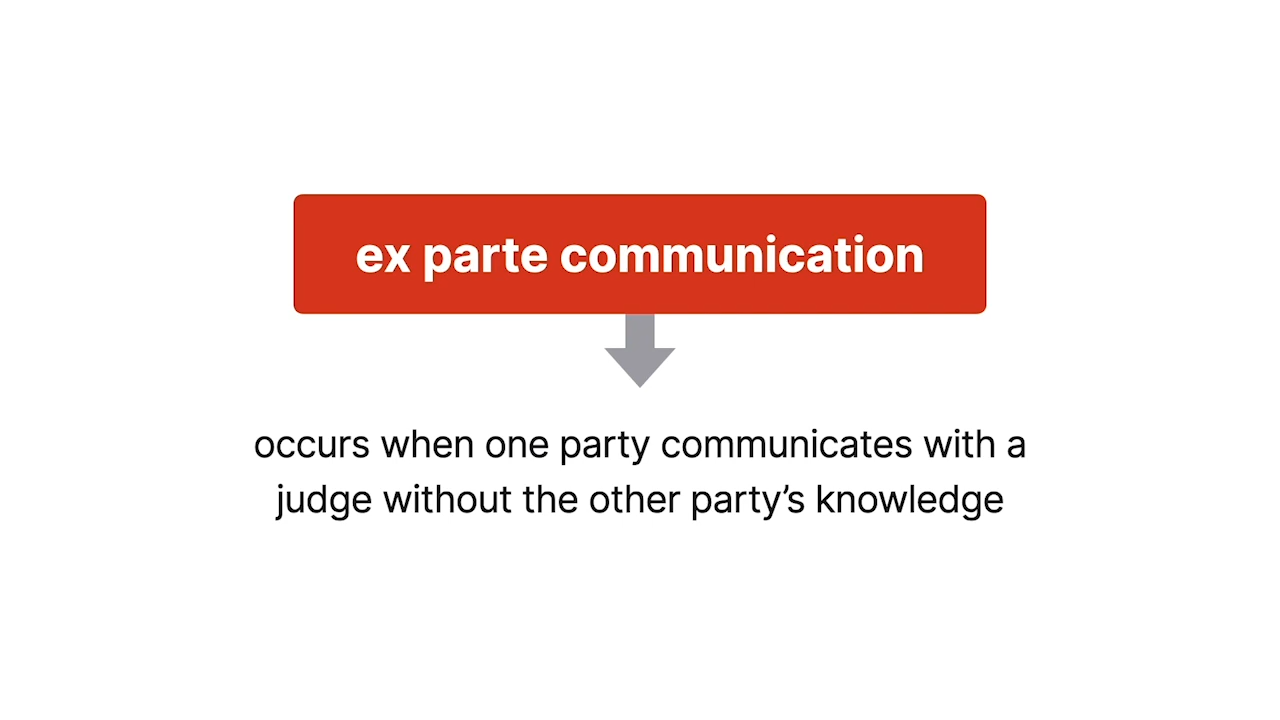 ex parte communication
occurs when one party communicates with a
judge without the other party’s knowledge